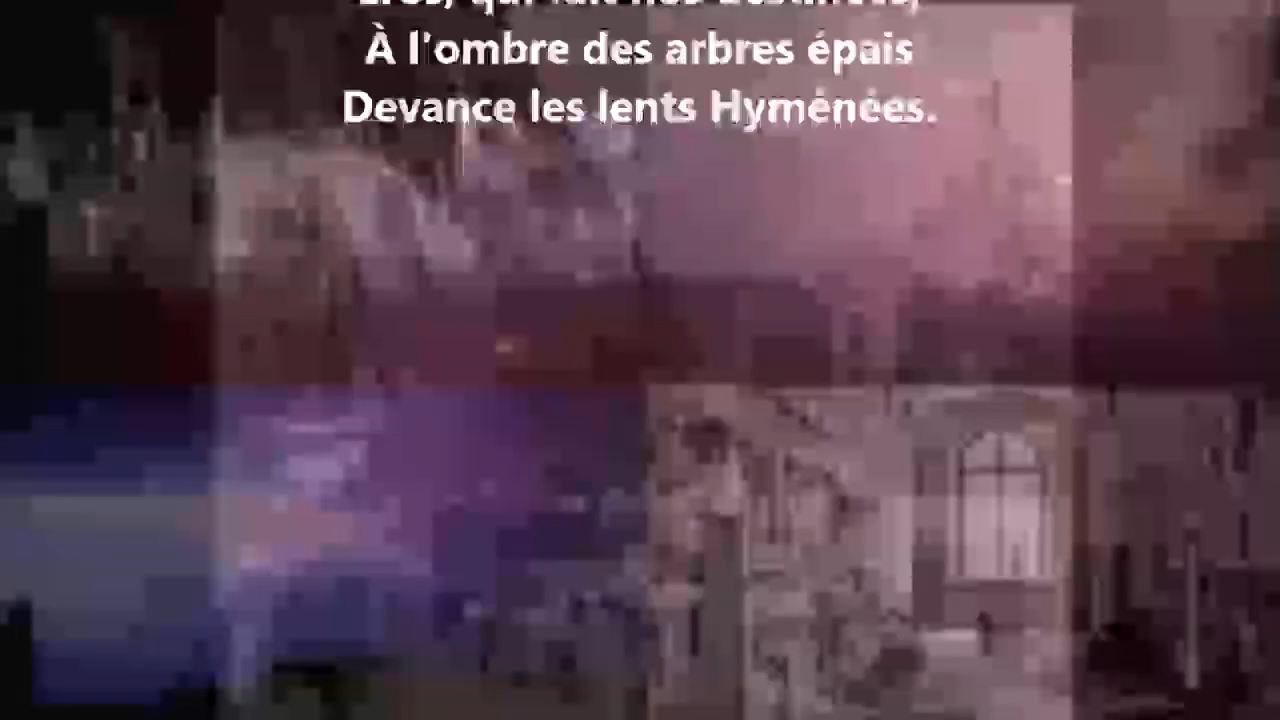 À l'ombre des arbres épais
Devance les lents Hyménées.